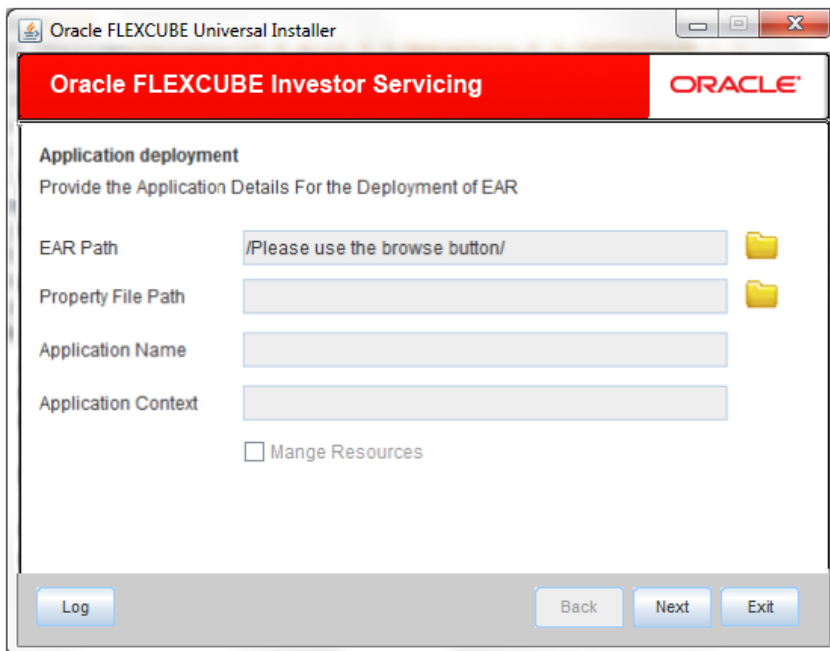 Oracle FLEXCUBE Universal Installer
Oracle FLEXCUBE Investor Servicing
ORACLE
Application deployment
Provide the Application Details For the Deployment of EAR
EAR Path /Please use the browse button/
Property File Path
Application Name
Application Context
Mange Resources
Log Back Next Exit